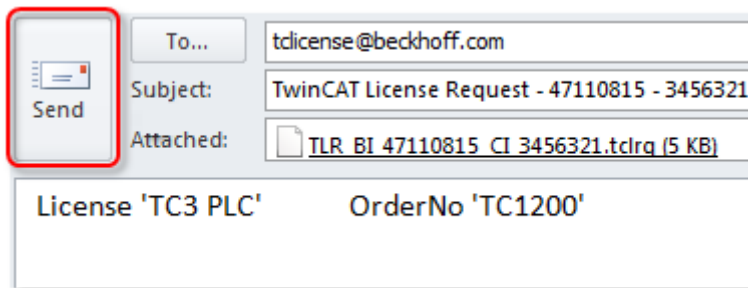 To...
tclicense@beckhoff.com
Send
Subject:
TwinCAT License Request - 47110815 - 3456321
Attached:
TLR_BI_47110815_CI_3456321.tclrq (5 KB)
License 'TC3 PLC' OrderNo 'TC1200'